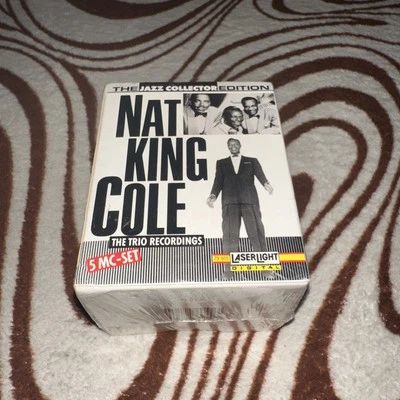 THE JAZZ COLLECTOR EDITION
NAT
KING
COLE
THE TRIO RECORDINGS
5 MC-SET
LASERLIGHT
DIGITAL